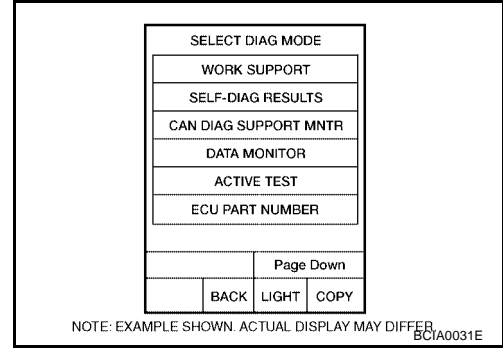 SELECT DIAG MODE
WORK SUPPORT
SELF-DIAG RESULTS
CAN DIAG SUPPORT MNTR
DATA MONITOR
ACTIVE TEST
ECU PART NUMBER
Page Down
BACK LIGHT COPY
NOTE: EXAMPLE SHOWN. ACTUAL DISPLAY MAY DIFFER.
BCIA0031E